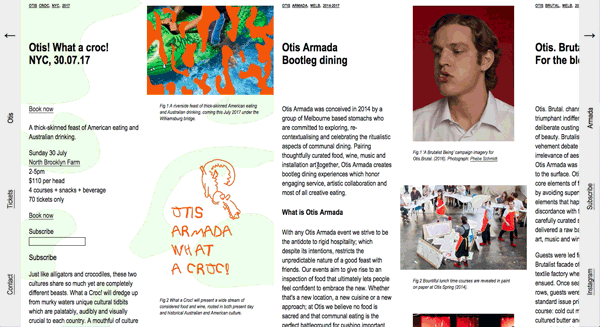 ←
Otis
Tickets
Contact
OTIS CROC, NYC, 2017
Otis! What a croc!
NYC, 30.07.17
Book now
A thick-skinned feast of American eating and
Australian drinking.
Sunday 30 July
North Brooklyn Farm
2-5pm
$110 per head
4 courses + snacks + beverage
70 tickets only
Book now
Subscribe
Subscribe
Just like alligators and crocodiles, these two
cultures share so much yet are completely
different beasts. What a Croc! will dredge up
from murky waters unique cultural tidbits
which are palatably, audibly and visually
crucial to each country. A mouthful of culture
Fig.1 A riverside feast of thick-skinned American eating
and Australian drinking, coming this July 2017 under the
Williamsburg bridge.
OTIS
ARMADA
WHAT
A CROC!
Fig.2 What a Croc! will present a wide stream of
plundered food and wine, rooted in both present day
and historical Australian and American culture.
OTIS ARMADA, MELB, 2014-2017
Otis Armada
Bootleg dining
Otis Armada was conceived in 2014 by a
group of Melbourne based stomachs who
are committed to exploring, re-
contextualising and celebrating the ritualistic
aspects of communal dining. Pairing
thoughtfully curated food, wine, music and
installation art together, Otis Armada creates
bootleg dining experiences which honor
engaging service, artistic collaboration and
most of all creative eating.
What is Otis Armada
With any Otis Armada event we strive to be
the antidote to rigid hospitality; which
despite its intentions, restricts the
unpredictable nature of a good feast with
friends. Our events aim to give rise to an
inspection of food that ultimately lets people
feel confident to embrace the new. Whether
that's a new location, a new cuisine or a new
approach; at Otis we believe no food is
sacred and that communal eating is the
perfect battleground for pushing important
Fig.1 'A Brutalist Being' campaign imagery for
Otis Brutal. (2016). Photograph: Phebe Schmidt
Fig.2 Bountiful lunch time courses are revealed in paint
on paper at Otis Spring (2014).
OTIS BRUTAL, MELB, 20
Otis. Bruta
For the ble
Otis. Brutal. chann
triumphant indiffer
deliberate ousting
of beauty. From m
vehement debate
irrelevance of aes
Otis Armada was
to the surface. Oti
core elements of f
by avoiding super
elements that hap
discordance with t
carefully curated s
delivered a raw ba
art, music and win
Guests were led f
Brutalist facade of
textile factory whe
ensued. Once sea
news, guests were
standard issue pri
course: cold cut m
cultured butter and
→
Armada
Subscribe
Instagram